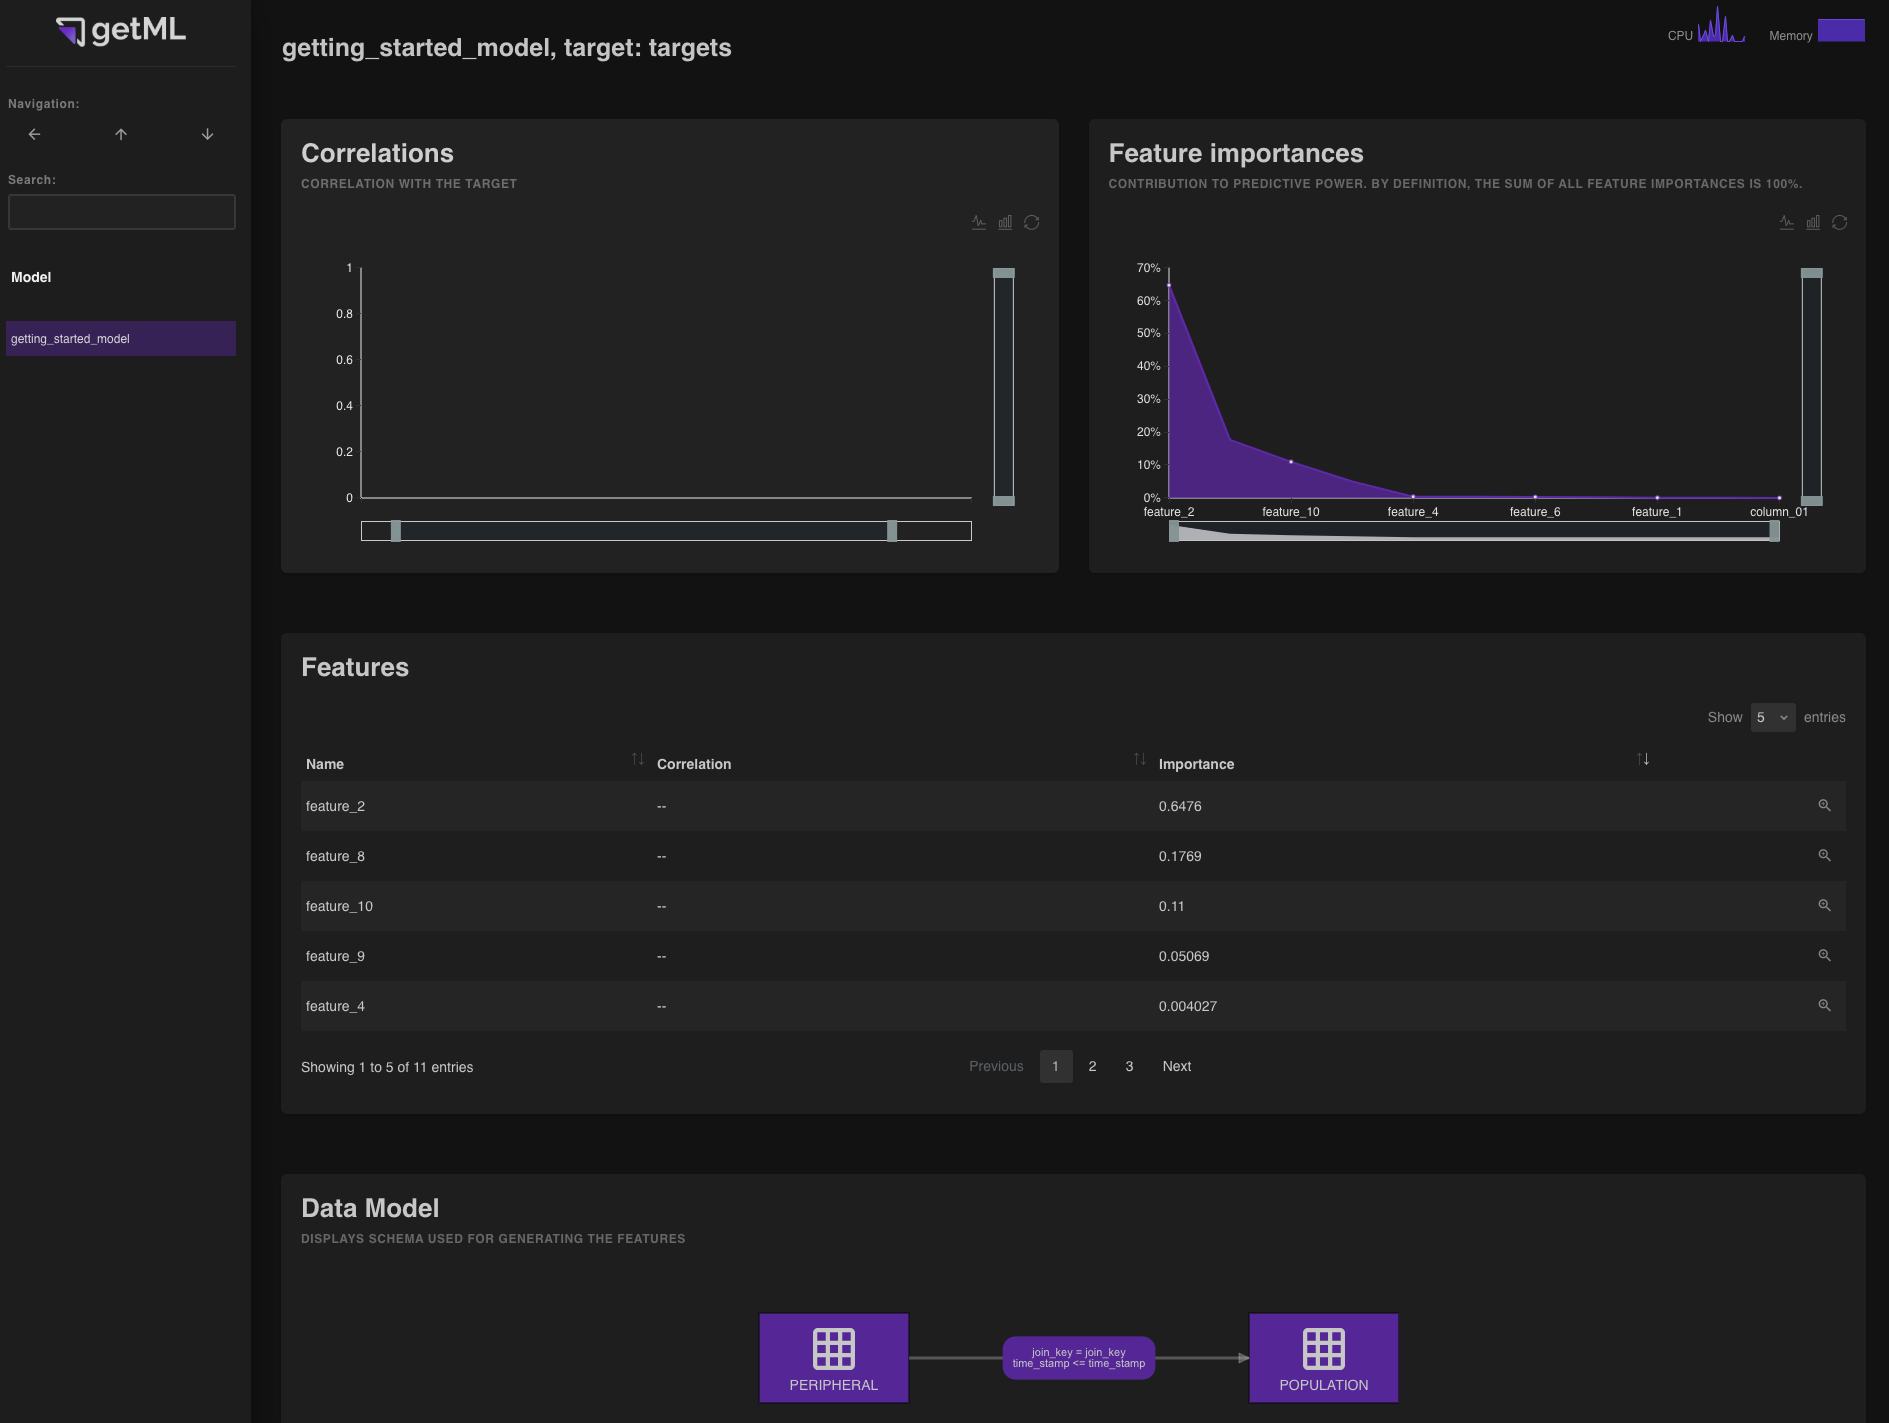 getML
CPU
Memory
getting_started_model, target: targets
Navigation:
Search:
Model
getting_started_model
Correlations
CORRELATION WITH THE TARGET
1
0.8
0.6
0.4
0.2
0
Feature importances
CONTRIBUTION TO PREDICTIVE POWER. BY DEFINITION, THE SUM OF ALL FEATURE IMPORTANCES IS 100%.
70%
60%
50%
40%
30%
20%
10%
0%
feature_2 feature_10 feature_4 feature_6 feature_1 column_01
Features
Show 5 entries
Name Correlation Importance
feature_2 -- 0.6476
feature_8 -- 0.1769
feature_10 -- 0.11
feature_9 -- 0.05069
feature_4 -- 0.004027
Showing 1 to 5 of 11 entries
Previous 1 2 3 Next
Data Model
DISPLAYS SCHEMA USED FOR GENERATING THE FEATURES
PERIPHERAL
join_key = join_key
time_stamp <= time_stamp
POPULATION